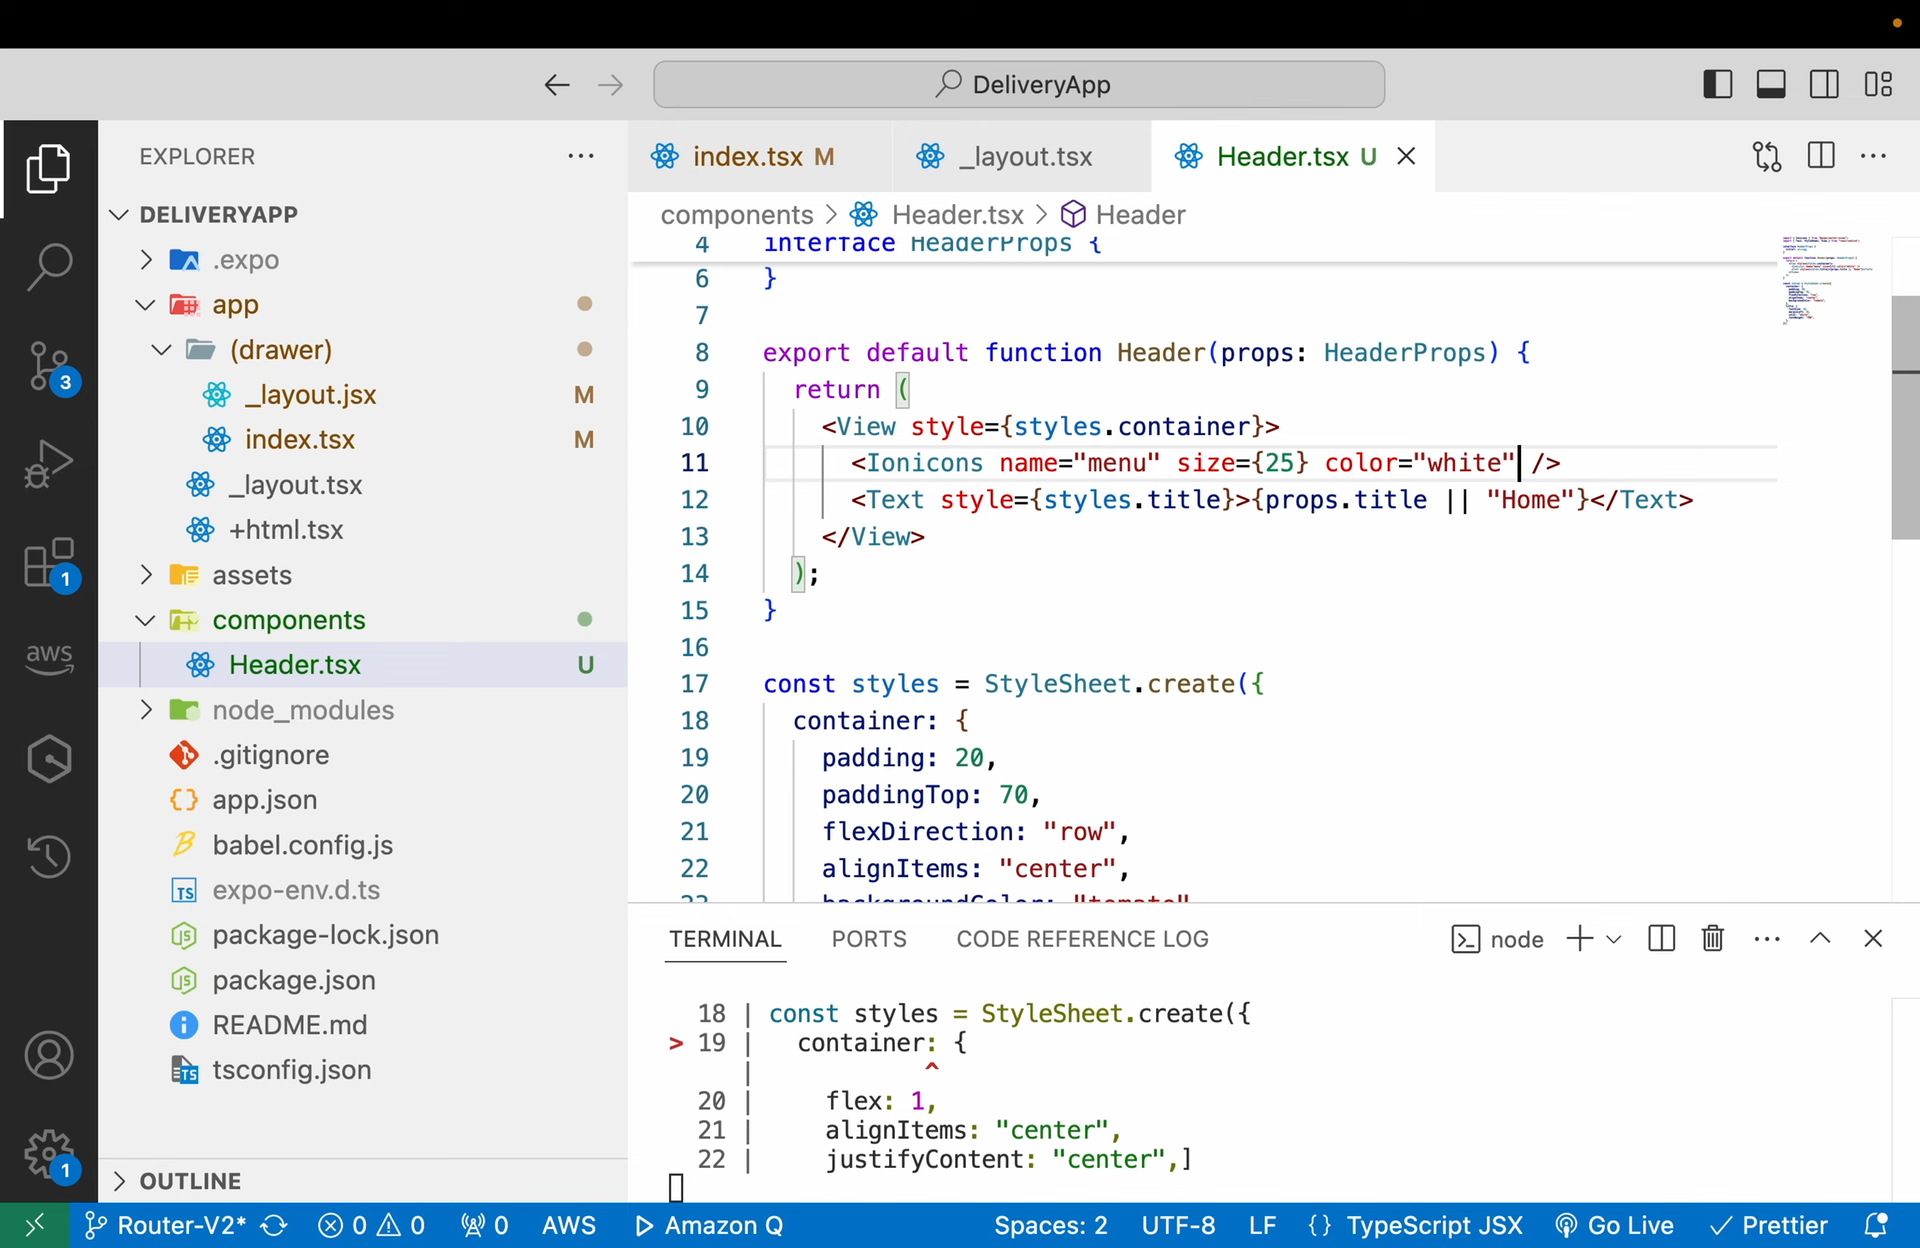 DeliveryApp
EXPLORER
DELIVERYAPP
.expo
app
(drawer)
_layout.jsx M
index.tsx M
_layout.tsx
+html.tsx
assets
components
Header.tsx U
node_modules
.gitignore
app.json
babel.config.js
TS expo-env.d.ts
package-lock.json
package.json
README.md
TS tsconfig.json
OUTLINE
3
1
aws
1
index.tsx M
_layout.tsx
Header.tsx U
components > Header.tsx > Header
4 interface HeaderProps {
6 }
7
8 export default function Header(props: HeaderProps) {
9 return (
10 <View style={styles.container}>
11 <Ionicons name="menu" size={25} color="white" />
12 <Text style={styles.title}>{props.title || "Home"}</Text>
13 </View>
14 );
15 }
16
17 const styles = StyleSheet.create({
18 container: {
19 padding: 20,
20 paddingTop: 70,
21 flexDirection: "row",
22 alignItems: "center",
23 backgroundColor: "tomato"
TERMINAL PORTS CODE REFERENCE LOG node
18 | const styles = StyleSheet.create({
> 19 | container: {
| ^
20 | flex: 1,
21 | alignItems: "center",
22 | justifyContent: "center",]
Router-V2* 0 0 0 AWS Amazon Q Spaces: 2 UTF-8 LF {} TypeScript JSX Go Live Prettier